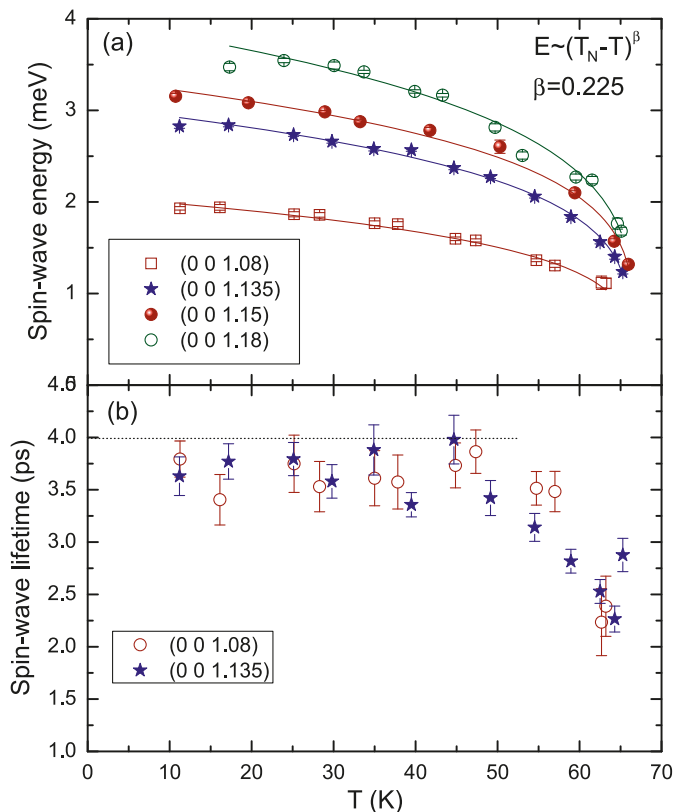 (a)
E~(T_N-T)^β
β=0.225
Spin-wave energy (meV)
4
3
2
1
0
(0 0 1.08)
(0 0 1.135)
(0 0 1.15)
(0 0 1.18)
(b)
Spin-wave lifetime (ps)
4.5
4.0
3.5
3.0
2.5
2.0
1.5
1.0
(0 0 1.08)
(0 0 1.135)
0 10 20 30 40 50 60 70
T (K)